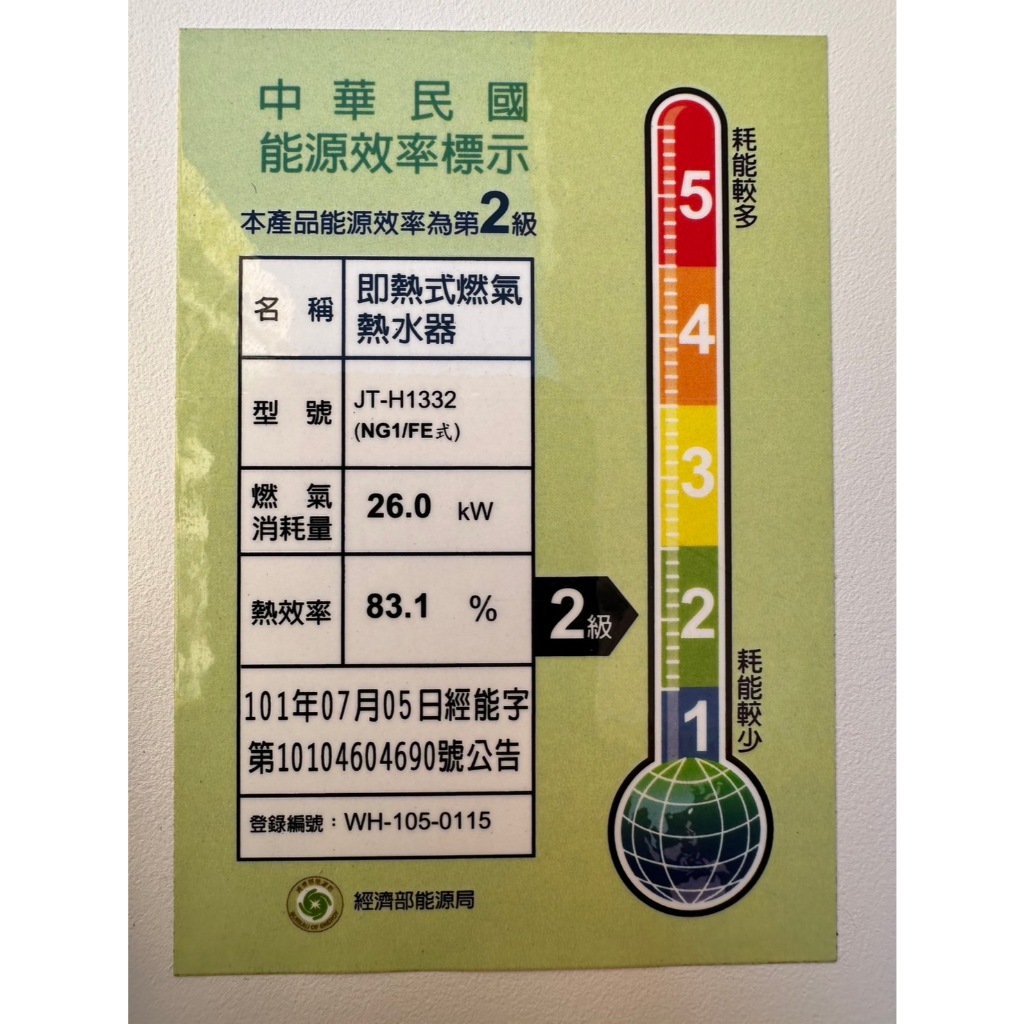 中華民國
能源效率標示
本產品能源效率為第2級
名稱
即熱式燃氣
熱水器
型號
JT-H1332
(NG1/FE式)
燃氣
消耗量
26.0 kW
熱效率
83.1 %
101年07月05日經能字
第10104604690號公告
登錄編號：WH-105-0115
經濟部能源局
BUREAU OF ENERGY
2級
耗能較多
5
4
3
2
1
耗能較少